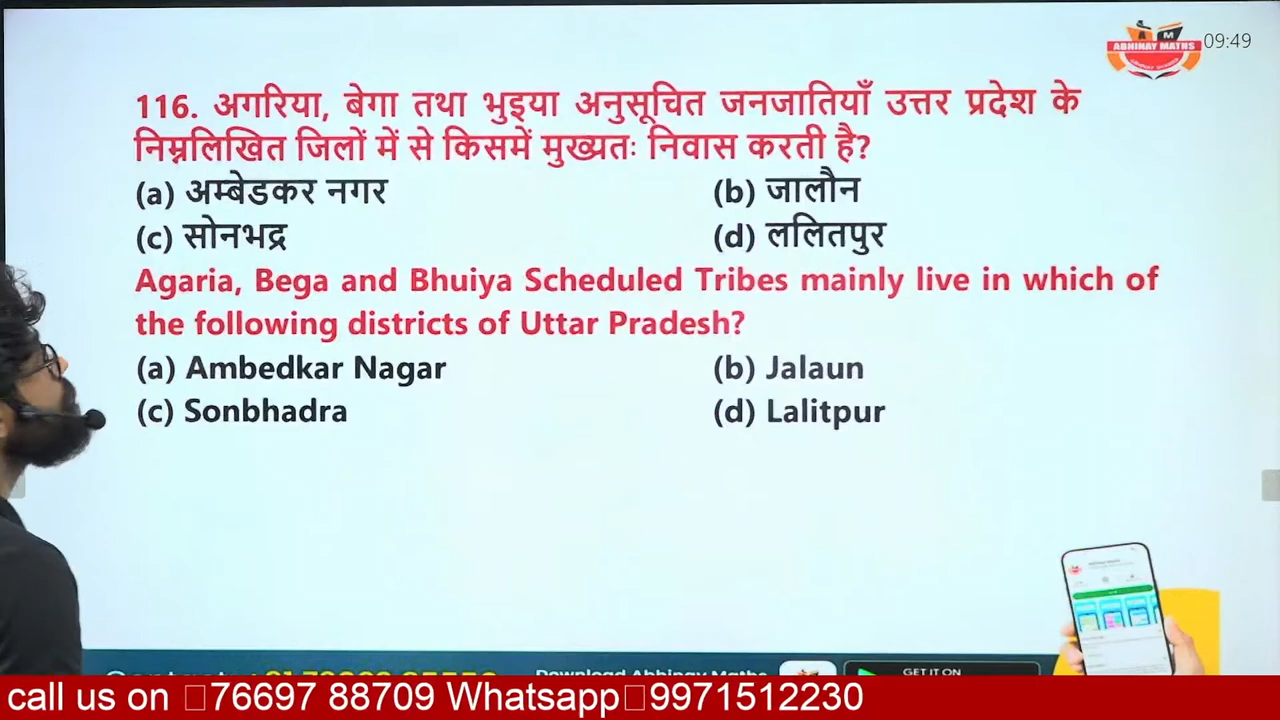 ABHINAY MATHS
09:49
116. अगरिया, बेगा तथा भुइया अनुसूचित जनजातियाँ उत्तर प्रदेश के
निम्नलिखित जिलों में से किसमें मुख्यतः निवास करती है?
(a) अम्बेडकर नगर (b) जालौन
(c) सोनभद्र (d) ललितपुर
Agaria, Bega and Bhuiya Scheduled Tribes mainly live in which of
the following districts of Uttar Pradesh?
(a) Ambedkar Nagar (b) Jalaun
(c) Sonbhadra (d) Lalitpur
Download Abhinay Maths
GET IT ON
call us on 76697 88709 Whatsapp 9971512230